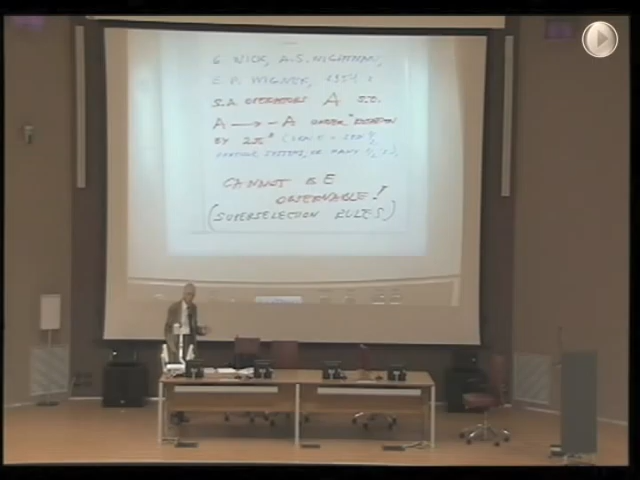 G WICK, A.S. WIGHTMAN,
E. P. WIGNER,
S.A. OPERATORS A S.T.
A → -A UNDER "ROTATION
BY 2π"
CANNOT BE
OBSERVABLE!
(SUPERSELECTION RULES)